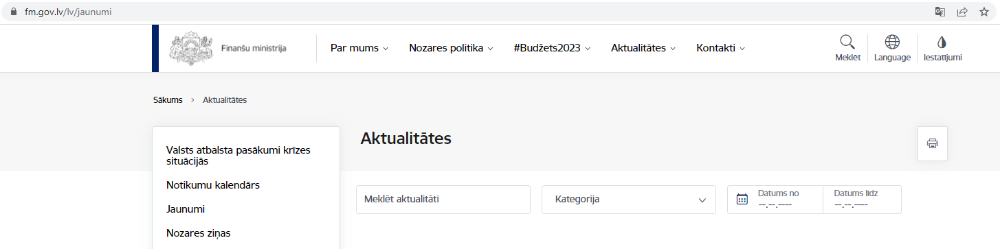 fm.gov.lv/lv/jaunumi
Finanšu ministrija
Par mums
Nozares politika
#Budžets2023
Aktualitātes
Kontakti
Meklēt
Language
Iestatījumi
Sākums > Aktualitātes
Valsts atbalsta pasākumi krīzes
situācijās
Notikumu kalendārs
Jaunumi
Nozares ziņas
Aktualitātes
Meklēt aktualitāti
Kategorija
Datums no
--.--.----
Datums līdz
--.--.----